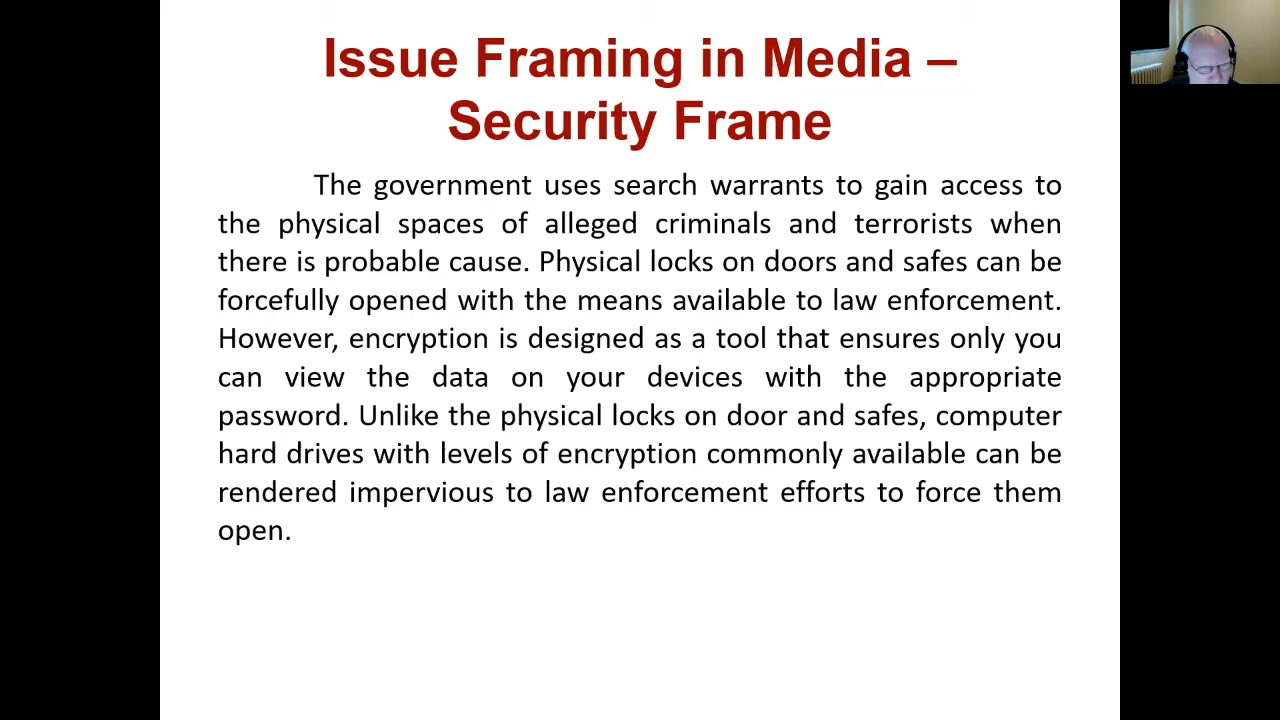 Issue Framing in Media –
Security Frame
The government uses search warrants to gain access to
the physical spaces of alleged criminals and terrorists when
there is probable cause. Physical locks on doors and safes can be
forcefully opened with the means available to law enforcement.
However, encryption is designed as a tool that ensures only you
can view the data on your devices with the appropriate
password. Unlike the physical locks on door and safes, computer
hard drives with levels of encryption commonly available can be
rendered impervious to law enforcement efforts to force them
open.